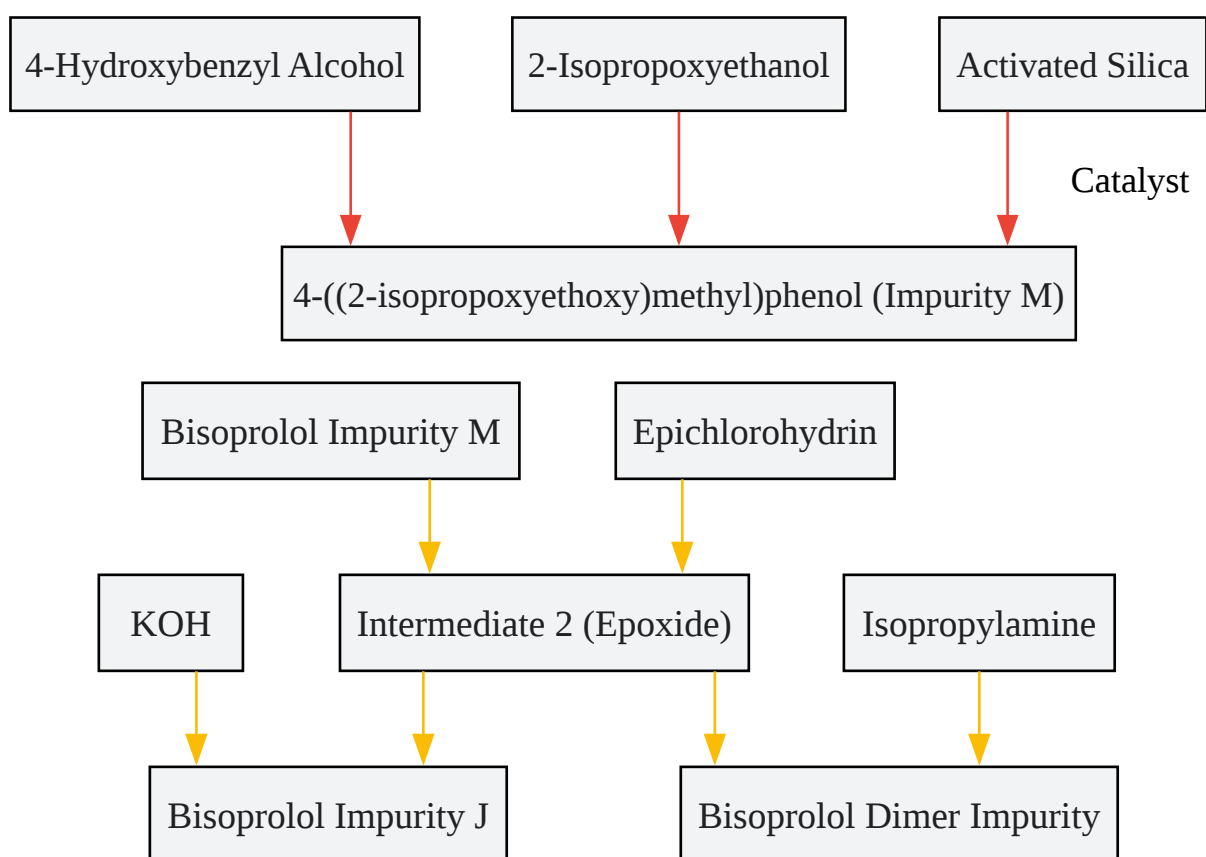 4-Hydroxybenzyl Alcohol
2-Isopropoxyethanol
Activated Silica
Catalyst
4-((2-isopropoxyethoxy)methyl)phenol (Impurity M)
Bisoprolol Impurity M
Epichlorohydrin
KOH
Intermediate 2 (Epoxide)
Isopropylamine
Bisoprolol Impurity J
Bisoprolol Dimer Impurity